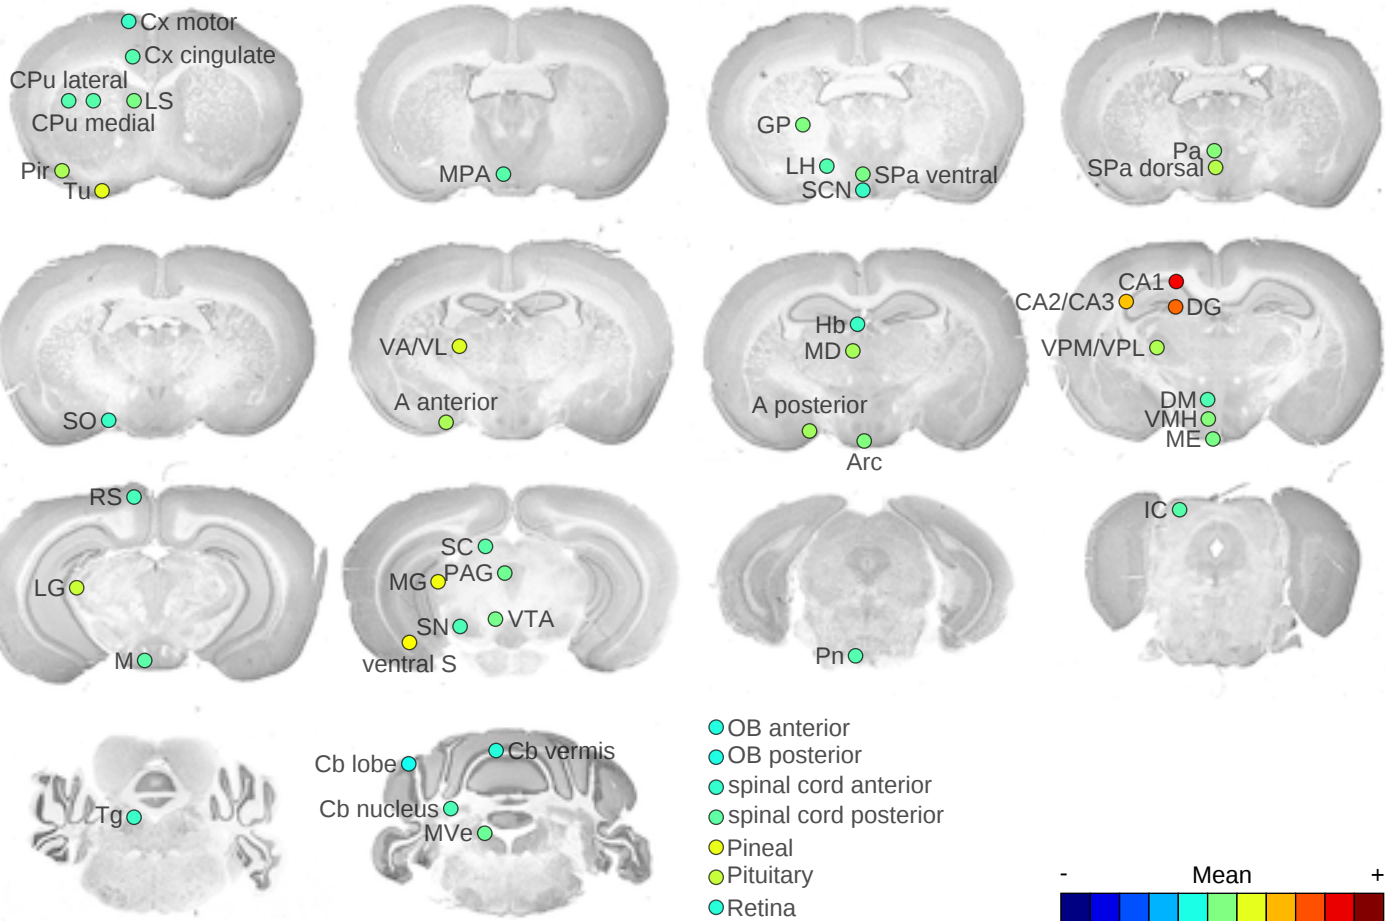 Cx motor
Cx cingulate
CPu lateral
LS
CPu medial
Pir
Tu
MPA
GP
LH
SPa ventral
SCN
Pa
SPa dorsal
SO
VA/VL
A anterior
Hb
MD
A posterior
Arc
CA1
CA2/CA3
DG
VPM/VPL
DM
VMH
ME
RS
LG
M
SC
MG
PAG
SN
VTA
ventral S
Pn
IC
Tg
Cb lobe
Cb vermis
Cb nucleus
MVe
OB anterior
OB posterior
spinal cord anterior
spinal cord posterior
Pineal
Pituitary
Retina
- Mean +